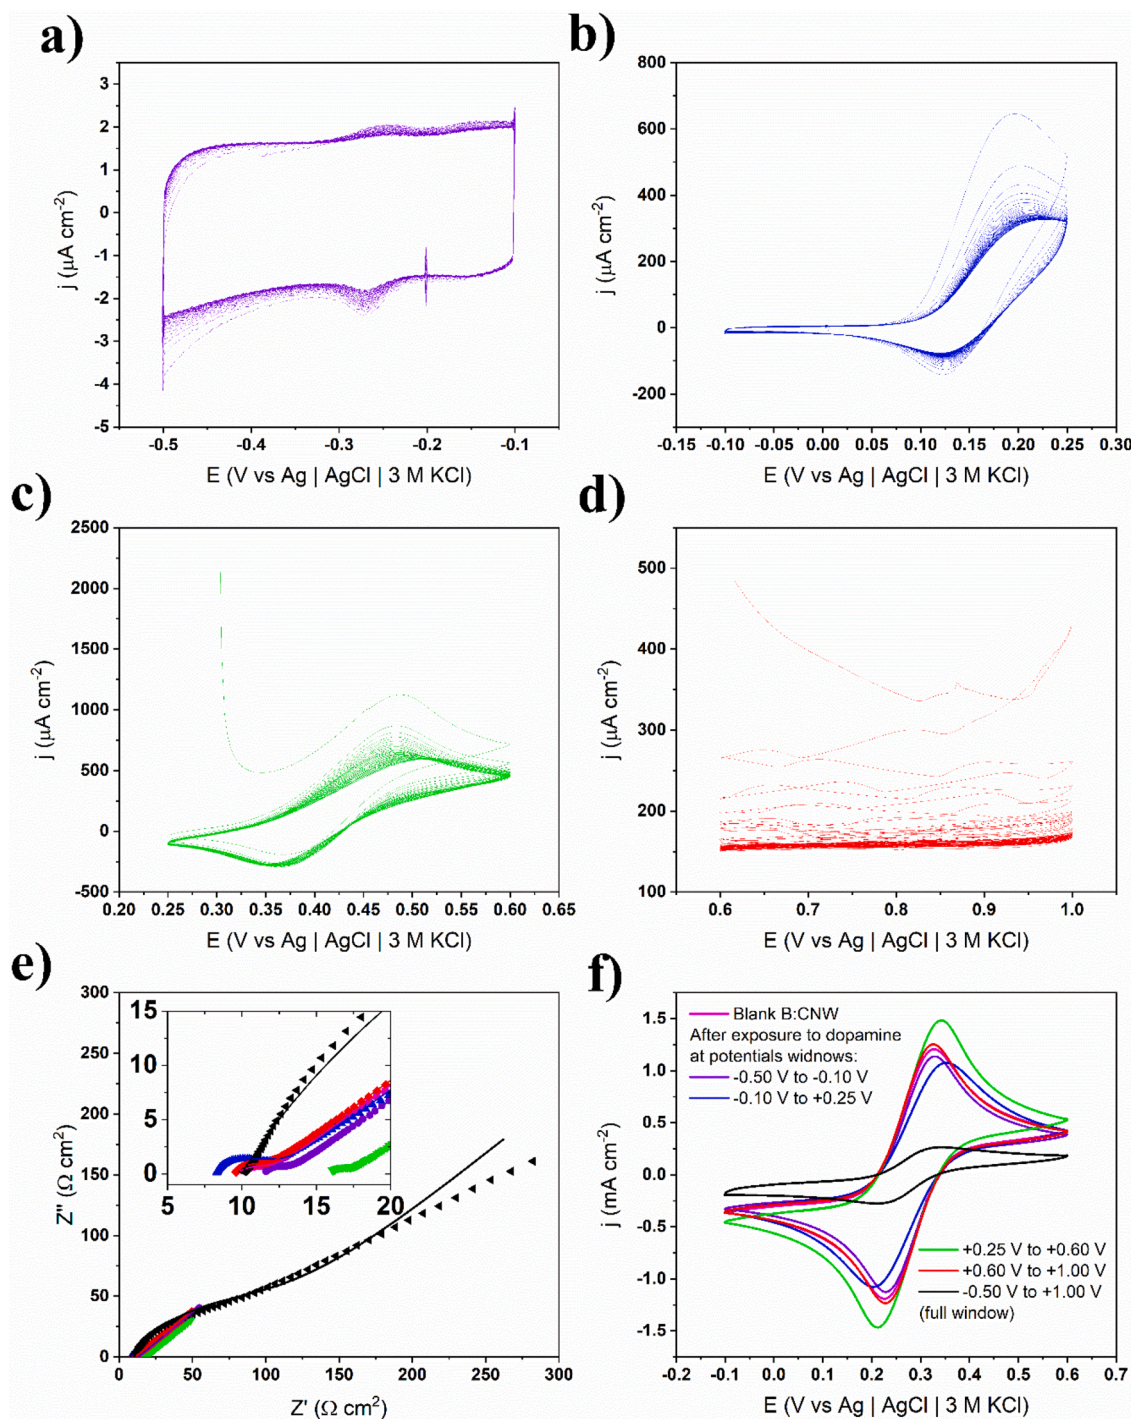 a)
3
2
1
0
-1
-2
-3
-4
-5
j (µA cm-2)
-0.5 -0.4 -0.3 -0.2 -0.1
E (V vs Ag | AgCl | 3 M KCl)
b)
800
600
400
200
0
-200
j (µA cm-2)
-0.15 -0.10 -0.05 0.00 0.05 0.10 0.15 0.20 0.25 0.30
E (V vs Ag | AgCl | 3 M KCl)
c)
2500
2000
1500
1000
500
0
-500
j (µA cm-2)
0.20 0.25 0.30 0.35 0.40 0.45 0.50 0.55 0.60 0.65
E (V vs Ag | AgCl | 3 M KCl)
d)
500
400
300
200
100
j (µA cm-2)
0.6 0.7 0.8 0.9 1.0
E (V vs Ag | AgCl | 3 M KCl)
e)
300
250
200
150
100
50
0
Z'' (Ω cm2)
15
10
5
0
5 10 15 20
0 50 100 150 200 250 300
Z' (Ω cm2)
f)
1.5
1.0
0.5
0.0
-0.5
-1.0
-1.5
j (mA cm-2)
Blank B:CNW
After exposure to dopamine
at potentials widnows:
-0.50 V to -0.10 V
-0.10 V to +0.25 V
+0.25 V to +0.60 V
+0.60 V to +1.00 V
-0.50 V to +1.00 V
(full window)
-0.2 -0.1 0.0 0.1 0.2 0.3 0.4 0.5 0.6 0.7
E (V vs Ag | AgCl | 3 M KCl)